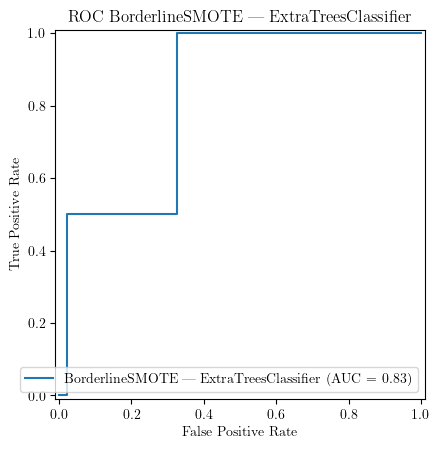 ROC BorderlineSMOTE — ExtraTreesClassifier
1.0
0.8
0.6
0.4
0.2
0.0
True Positive Rate
BorderlineSMOTE — ExtraTreesClassifier (AUC = 0.83)
0.0 0.2 0.4 0.6 0.8 1.0
False Positive Rate